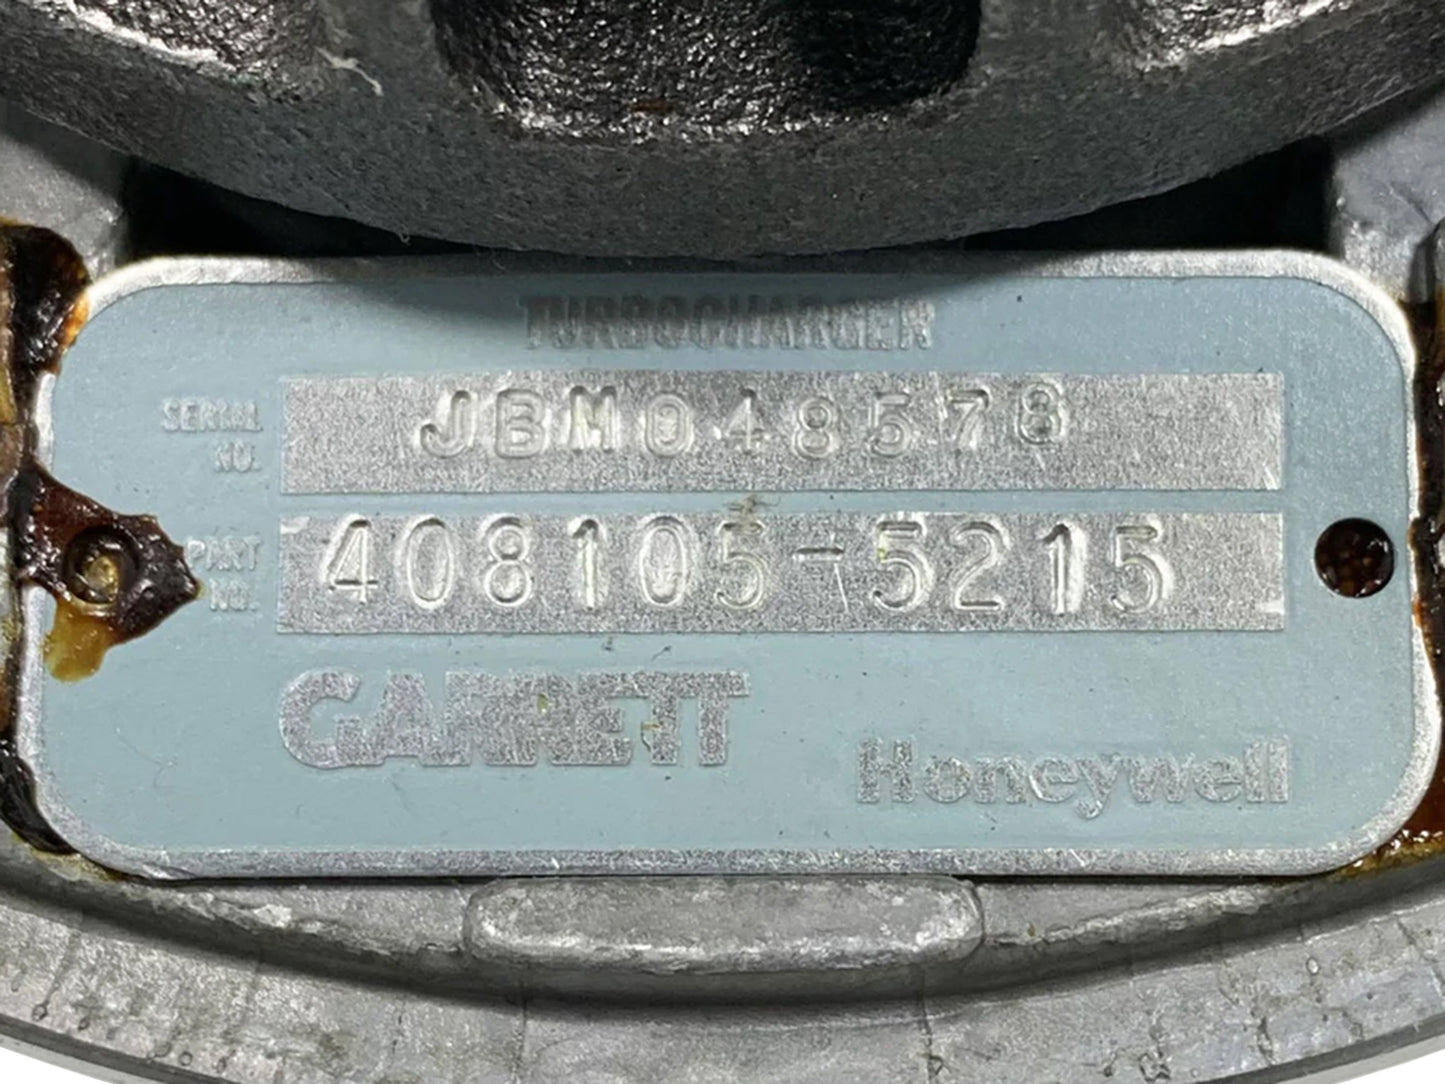 TURBOCHARGER
SERIAL NO. JBM048578
PART NO. 408105-5215
GARRETT
Honeywell